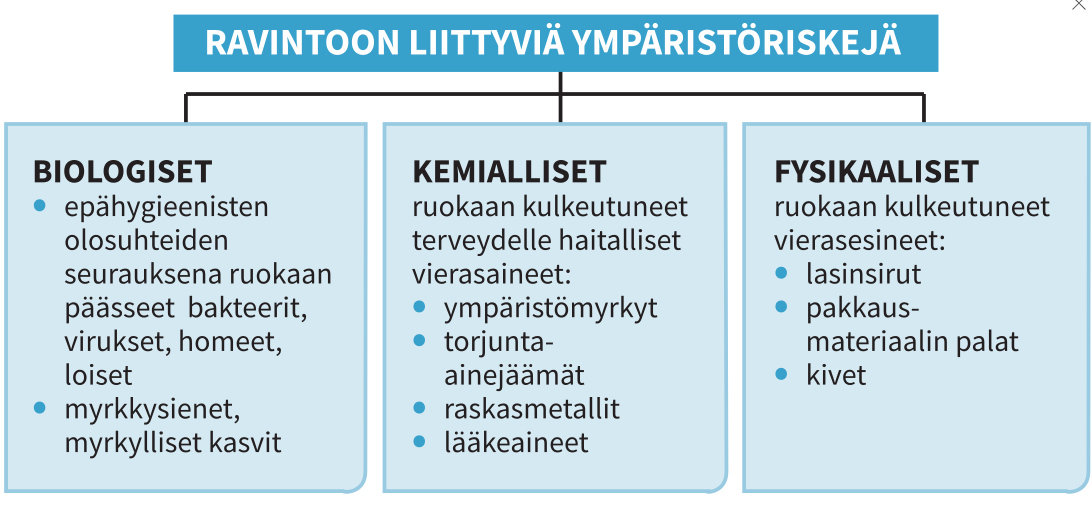 RAVINTOON LIITTYVIÄ YMPÄRISTÖRISKEJÄ
BIOLOGISET
epähygieenisten
olosuhteiden
seurauksena ruokaan
päässeet bakteerit,
virukset, homeet,
loiset
myrkkysienet,
myrkylliset kasvit
KEMIALLISET
ruokaan kulkeutuneet
terveydelle haitalliset
vierasaineet:
ympäristömyrkyt
torjunta-
ainejäämät
raskasmetallit
lääkeaineet
FYSIKAALISET
ruokaan kulkeutuneet
vierasesineet:
lasinsirut
pakkaus-
materiaalin palat
kivet